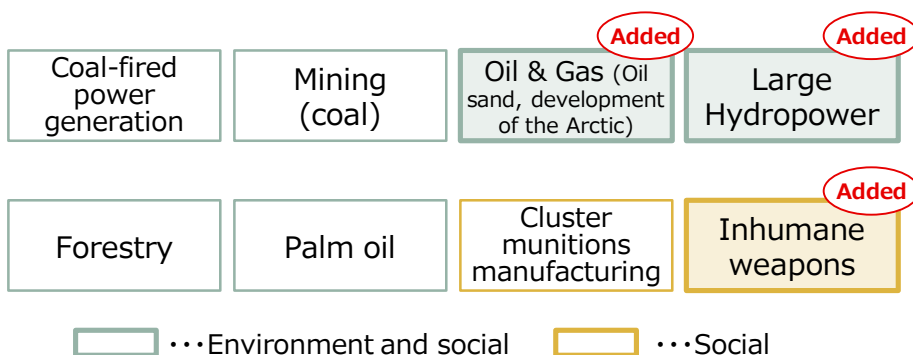 Added
Added
Coal-fired
power
generation
Mining
(coal)
Oil & Gas (Oil
sand, development
of the Arctic)
Large
Hydropower
Added
Forestry
Palm oil
Cluster
munitions
manufacturing
Inhumane
weapons
･･･Environment and social
･･･Social